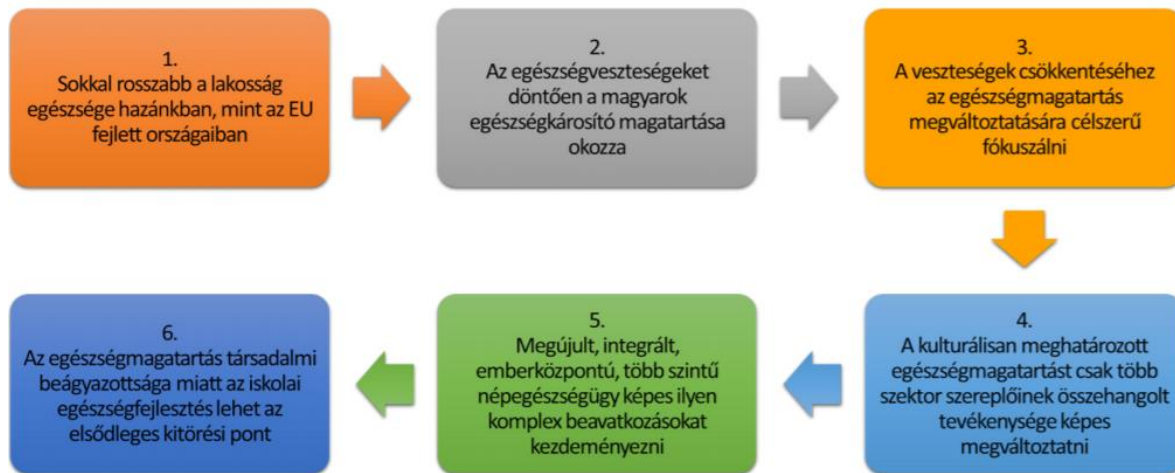 1.
Sokkal rosszabb a lakosság
egészsége hazánkban, mint az EU
fejlett országaiban
2.
Az egészségveszteségeket
döntően a magyarok
egészségkárosító magatartása
okozza
3.
A veszteségek csökkentéséhez
az egészségmagatartás
megváltoztatására célszerű
fókuszálni
4.
A kulturálisan meghatározott
egészségmagatartást csak több
szektor szereplőinek összehangolt
tevékenysége képes
megváltoztatni
5.
Megújult, integrált,
emberközpontú, több szintű
népegészségügy képes ilyen
komplex beavatkozásokat
kezdeményezni
6.
Az egészségmagatartás társadalmi
beágyazottsága miatt az iskolai
egészségfejlesztés lehet az
elsődleges kitörési pont